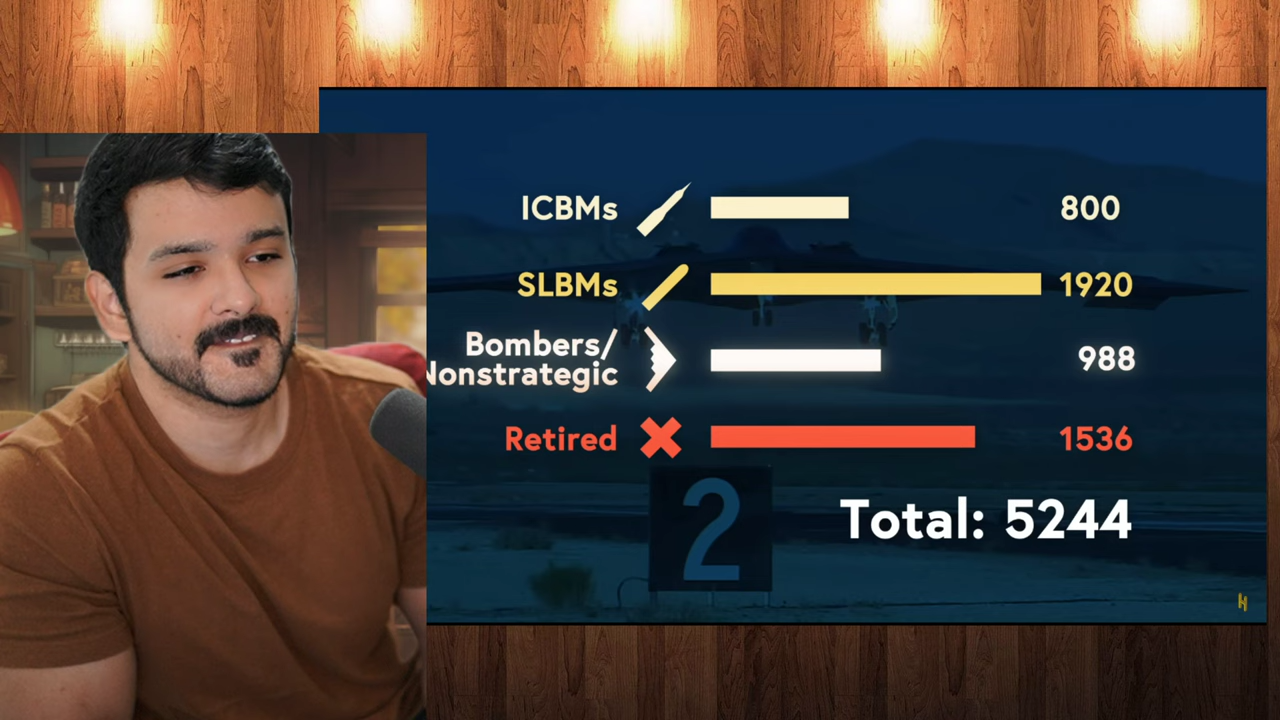 ICBMs 800
SLBMs 1920
Bombers/
Nonstrategic 988
Retired 1536
Total: 5244
2